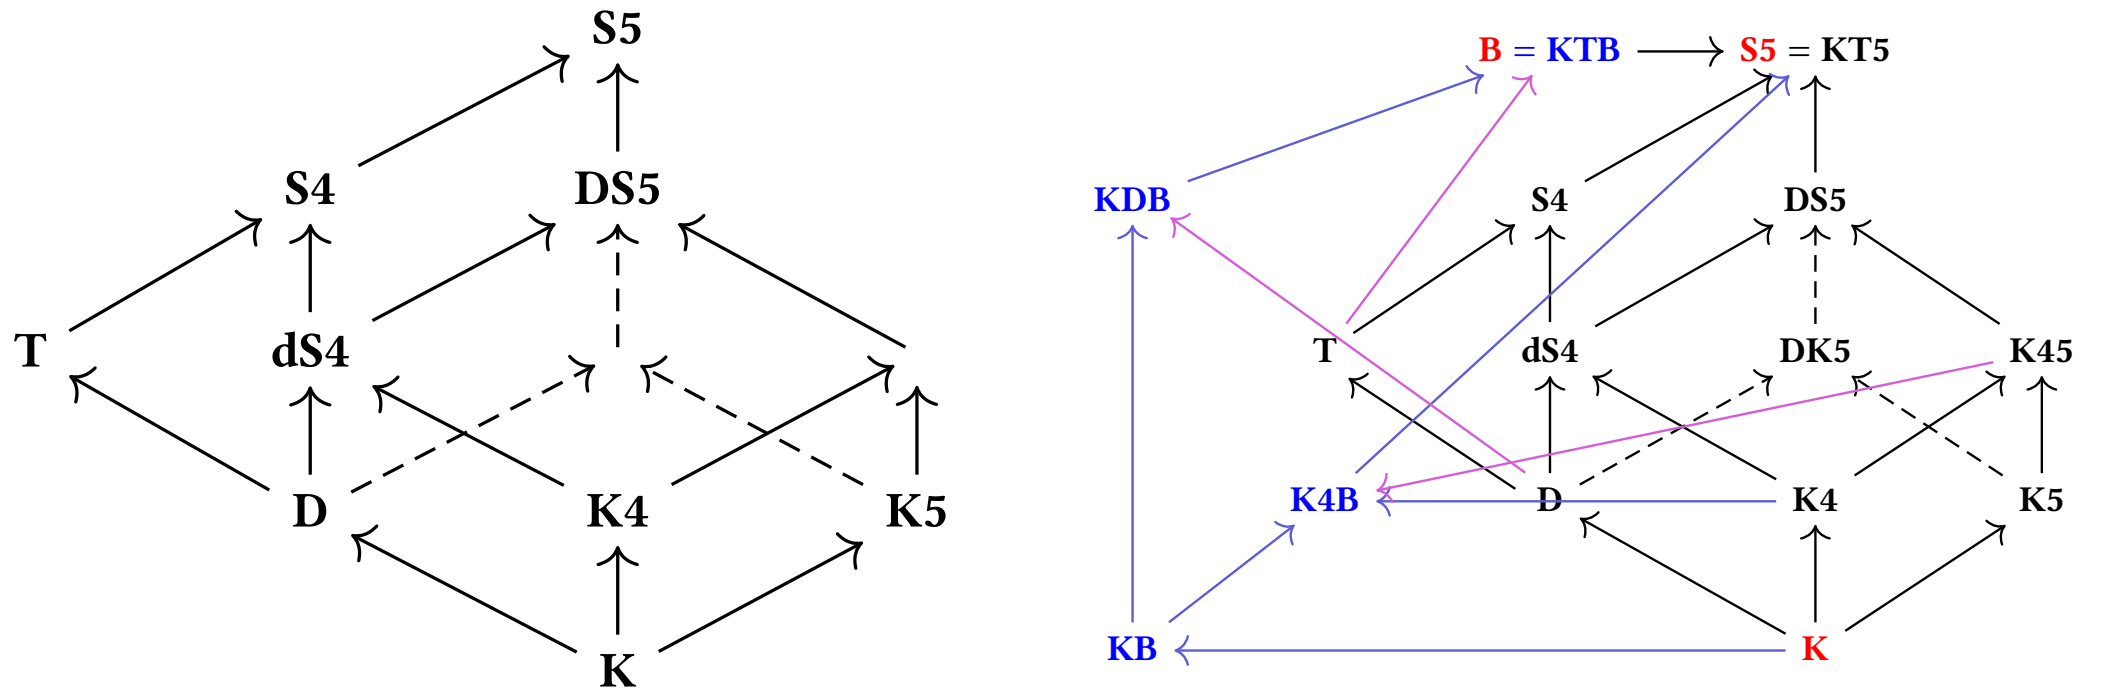 S5
S4 DS5
T dS4
D K4 K5
K
B = KTB S5 = KT5
KDB S4 DS5
T dS4 DK5 K45
K4B D K4 K5
KB K